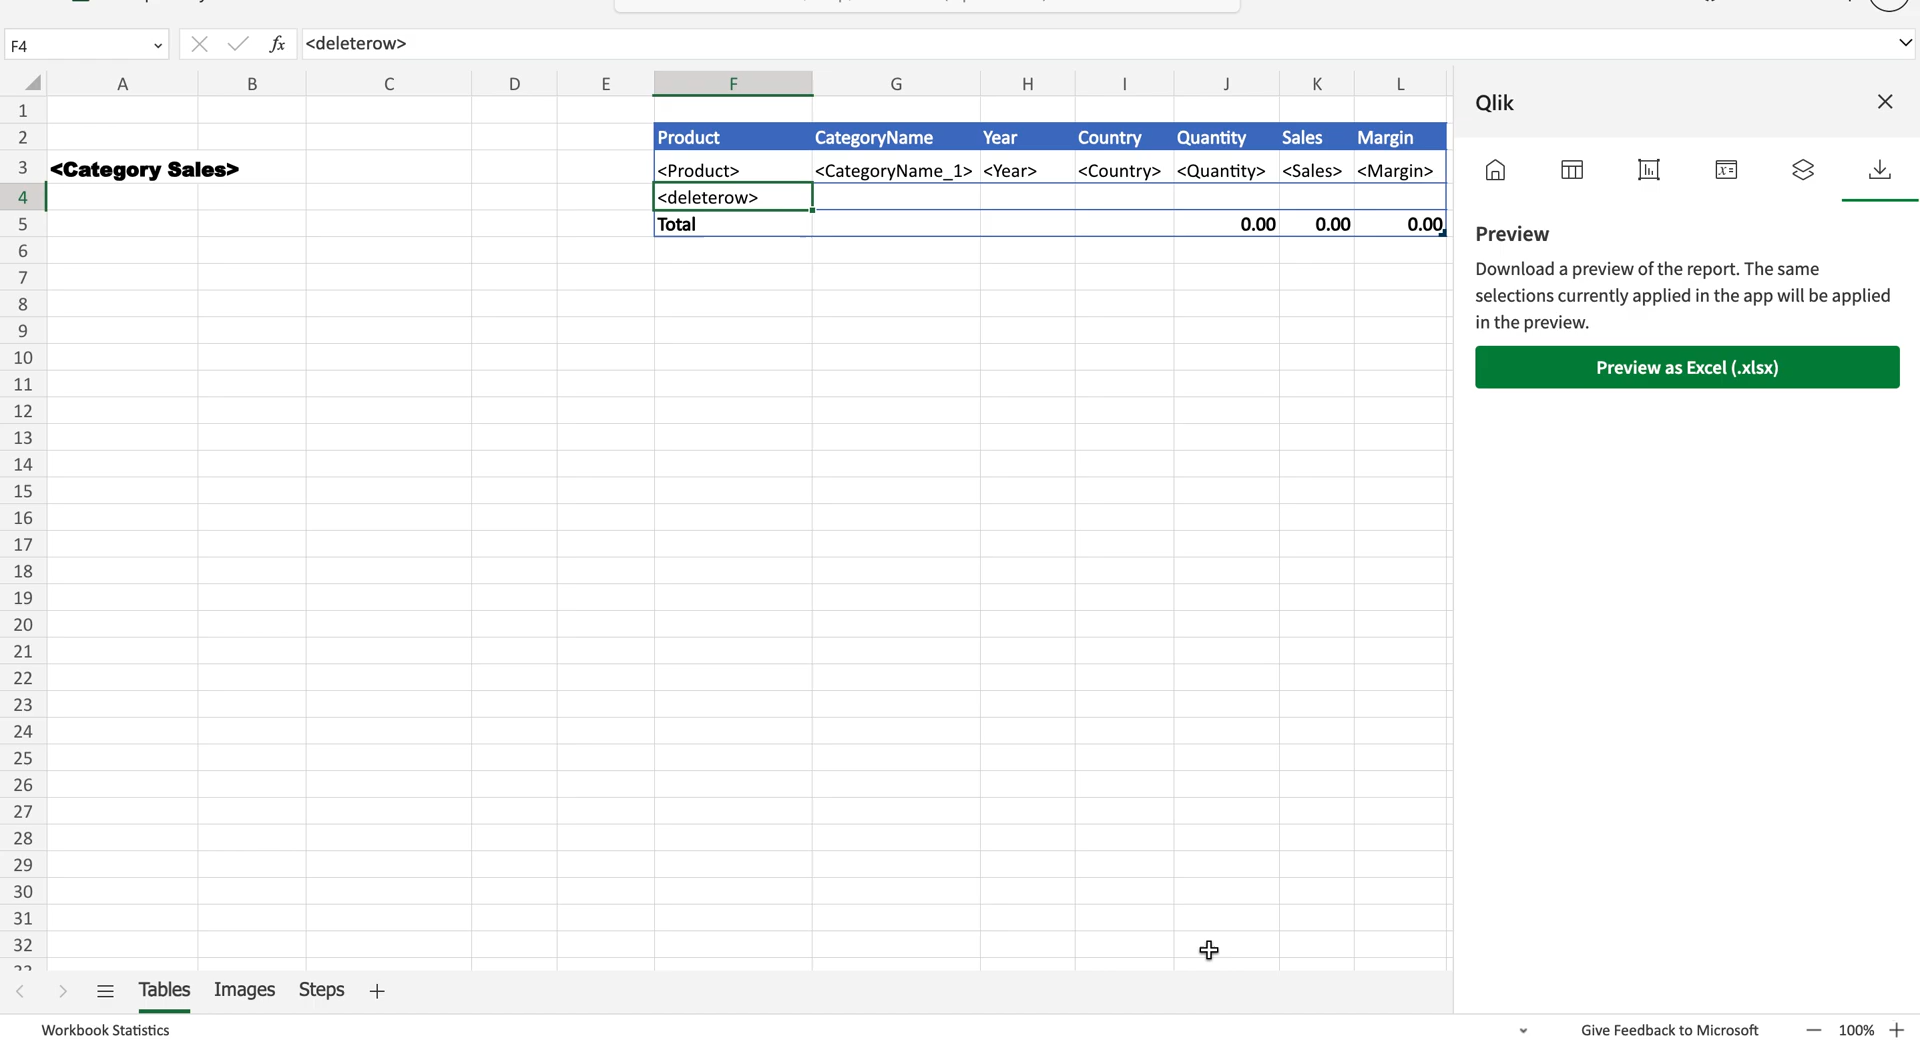 F4
fx
<deleterow>
A B C D E F G H I J K L
1
2 Product CategoryName Year Country Quantity Sales Margin
3 <Category Sales> <Product> <CategoryName_1> <Year> <Country> <Quantity> <Sales> <Margin>
4 <deleterow>
5 Total 0.00 0.00 0.00
6
7
8
9
10
11
12
13
14
15
16
17
18
19
20
21
22
23
24
25
26
27
28
29
30
31
32
Tables Images Steps
Workbook Statistics
Qlik
Preview
Download a preview of the report. The same
selections currently applied in the app will be applied
in the preview.
Preview as Excel (.xlsx)
Give Feedback to Microsoft
100%